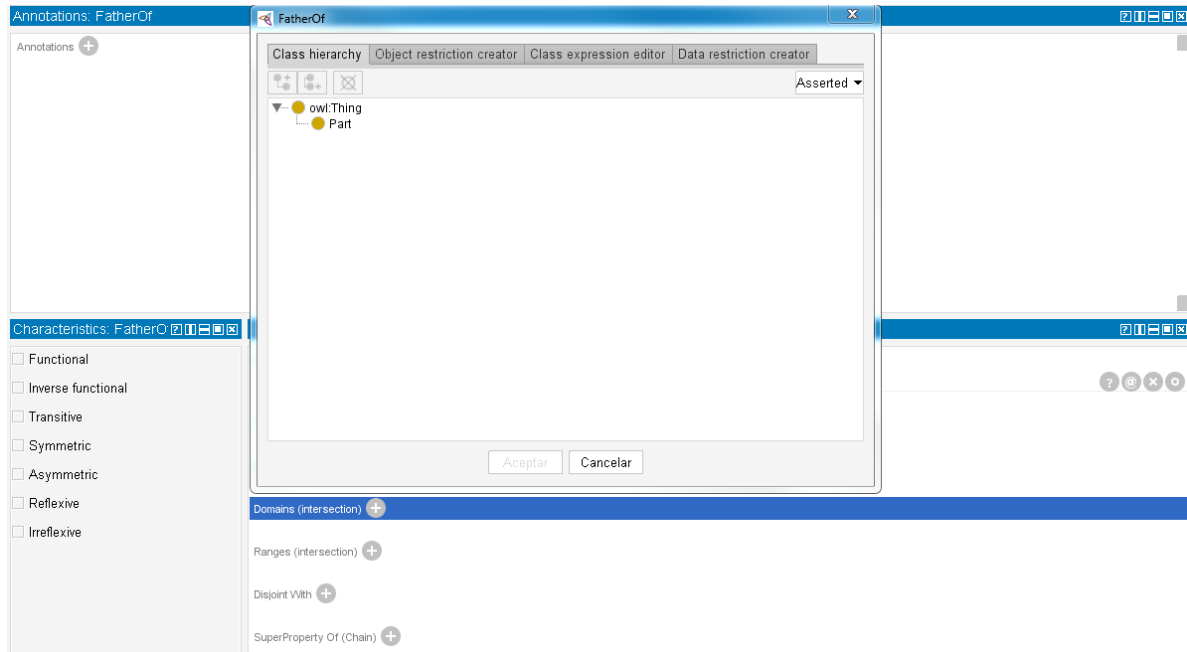 Annotations: FatherOf
Annotations
FatherOf
Class hierarchy
Object restriction creator
Class expression editor
Data restriction creator
Asserted
owl:Thing
Part
Aceptar
Cancelar
Characteristics: FatherO
Functional
Inverse functional
Transitive
Symmetric
Asymmetric
Reflexive
Irreflexive
Domains (intersection)
Ranges (intersection)
Disjoint With
SuperProperty Of (Chain)